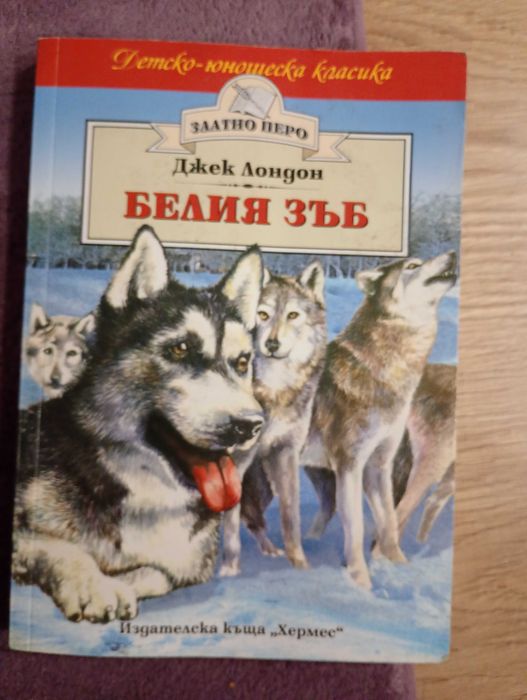 Детско-юношеска класика
ЗЛАТНО ПЕРО
Джек Лондон
БЕЛИЯ ЗЪБ
Издателска къща „Хермес“